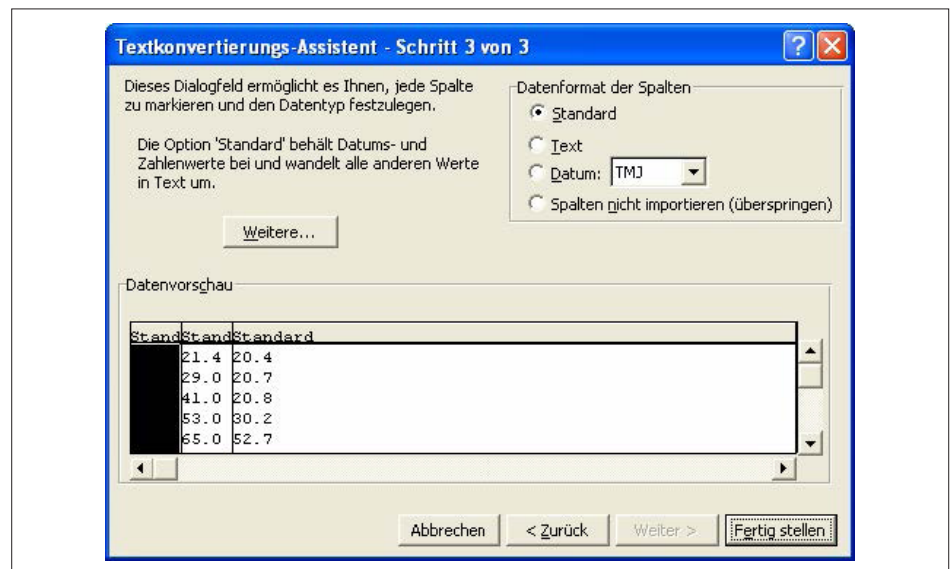 Textkonvertierungs-Assistent - Schritt 3 von 3
Dieses Dialogfeld ermöglicht es Ihnen, jede Spalte
zu markieren und den Datentyp festzulegen.
Die Option 'Standard' behält Datums- und
Zahlenwerte bei und wandelt alle anderen Werte
in Text um.
Weitere...
Datenformat der Spalten
Standard
Text
Datum: TMJ
Spalten nicht importieren (überspringen)
Datenvorschau
Stand Stand Standard
21.4 20.4
29.0 20.7
41.0 20.8
53.0 30.2
65.0 52.7
Abbrechen < Zurück Weiter > Fertig stellen